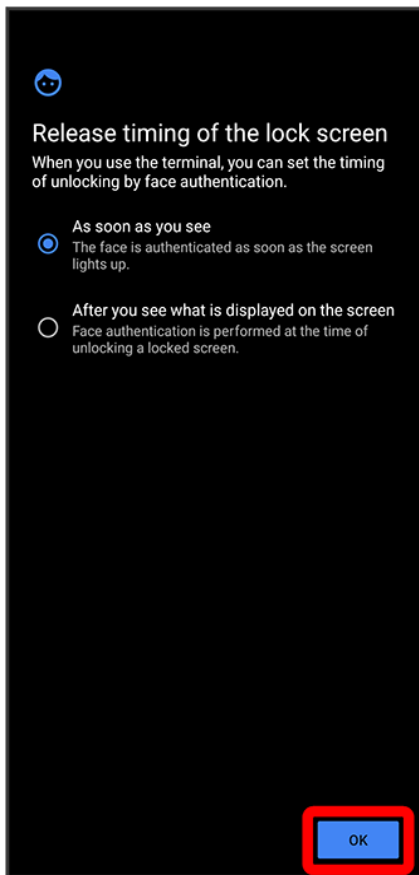 Release timing of the lock screen
When you use the terminal, you can set the timing
of unlocking by face authentication.
As soon as you see
The face is authenticated as soon as the screen
lights up.
After you see what is displayed on the screen
Face authentication is performed at the time of
unlocking a locked screen.
OK